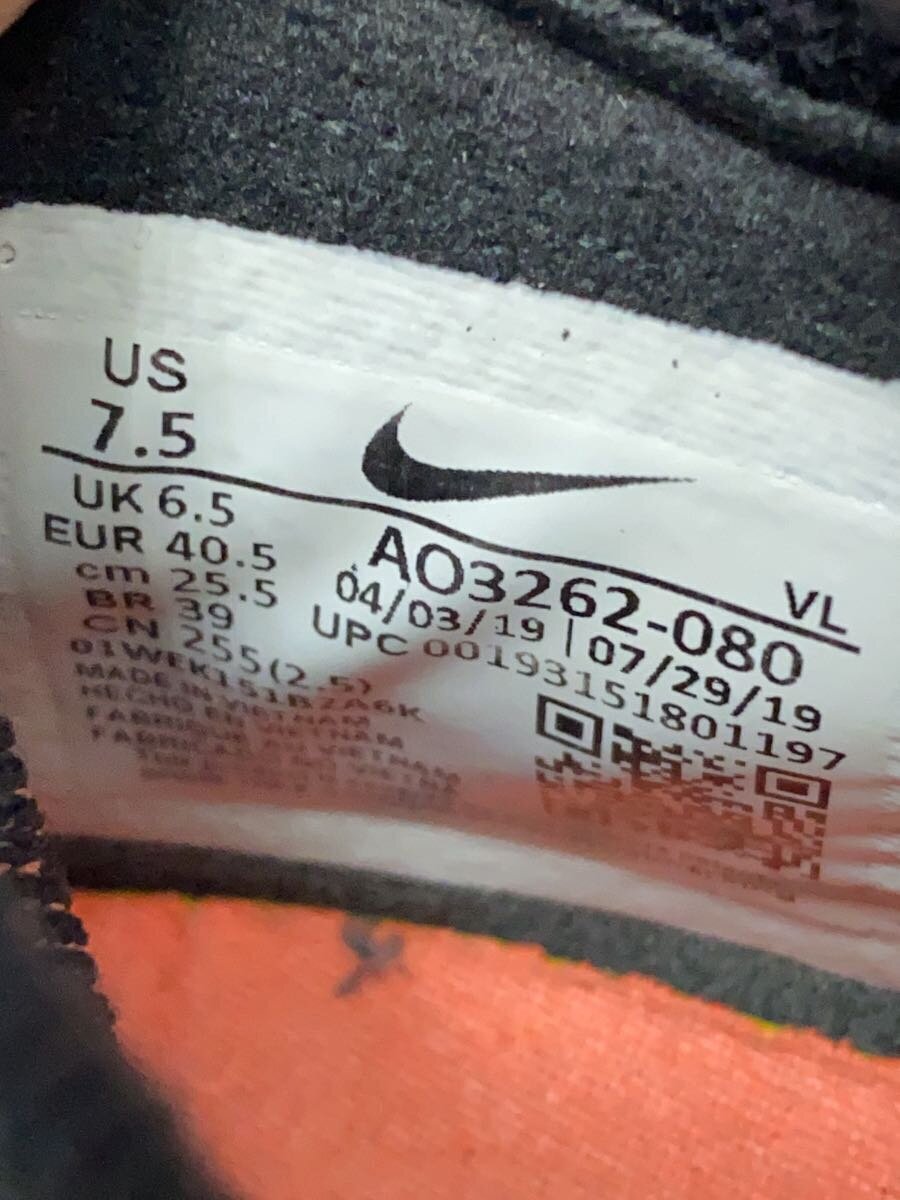 US
7.5
UK 6.5
EUR 40.5
cm 25.5
BR 39
CN 255(2.5)
AO3262-080
VL
04/03/19 | 07/29/19
UPC 00193151801197
MADE IN VIETNAM
HECHO EN VIETNAM
FABRIQUE AU VIETNAM